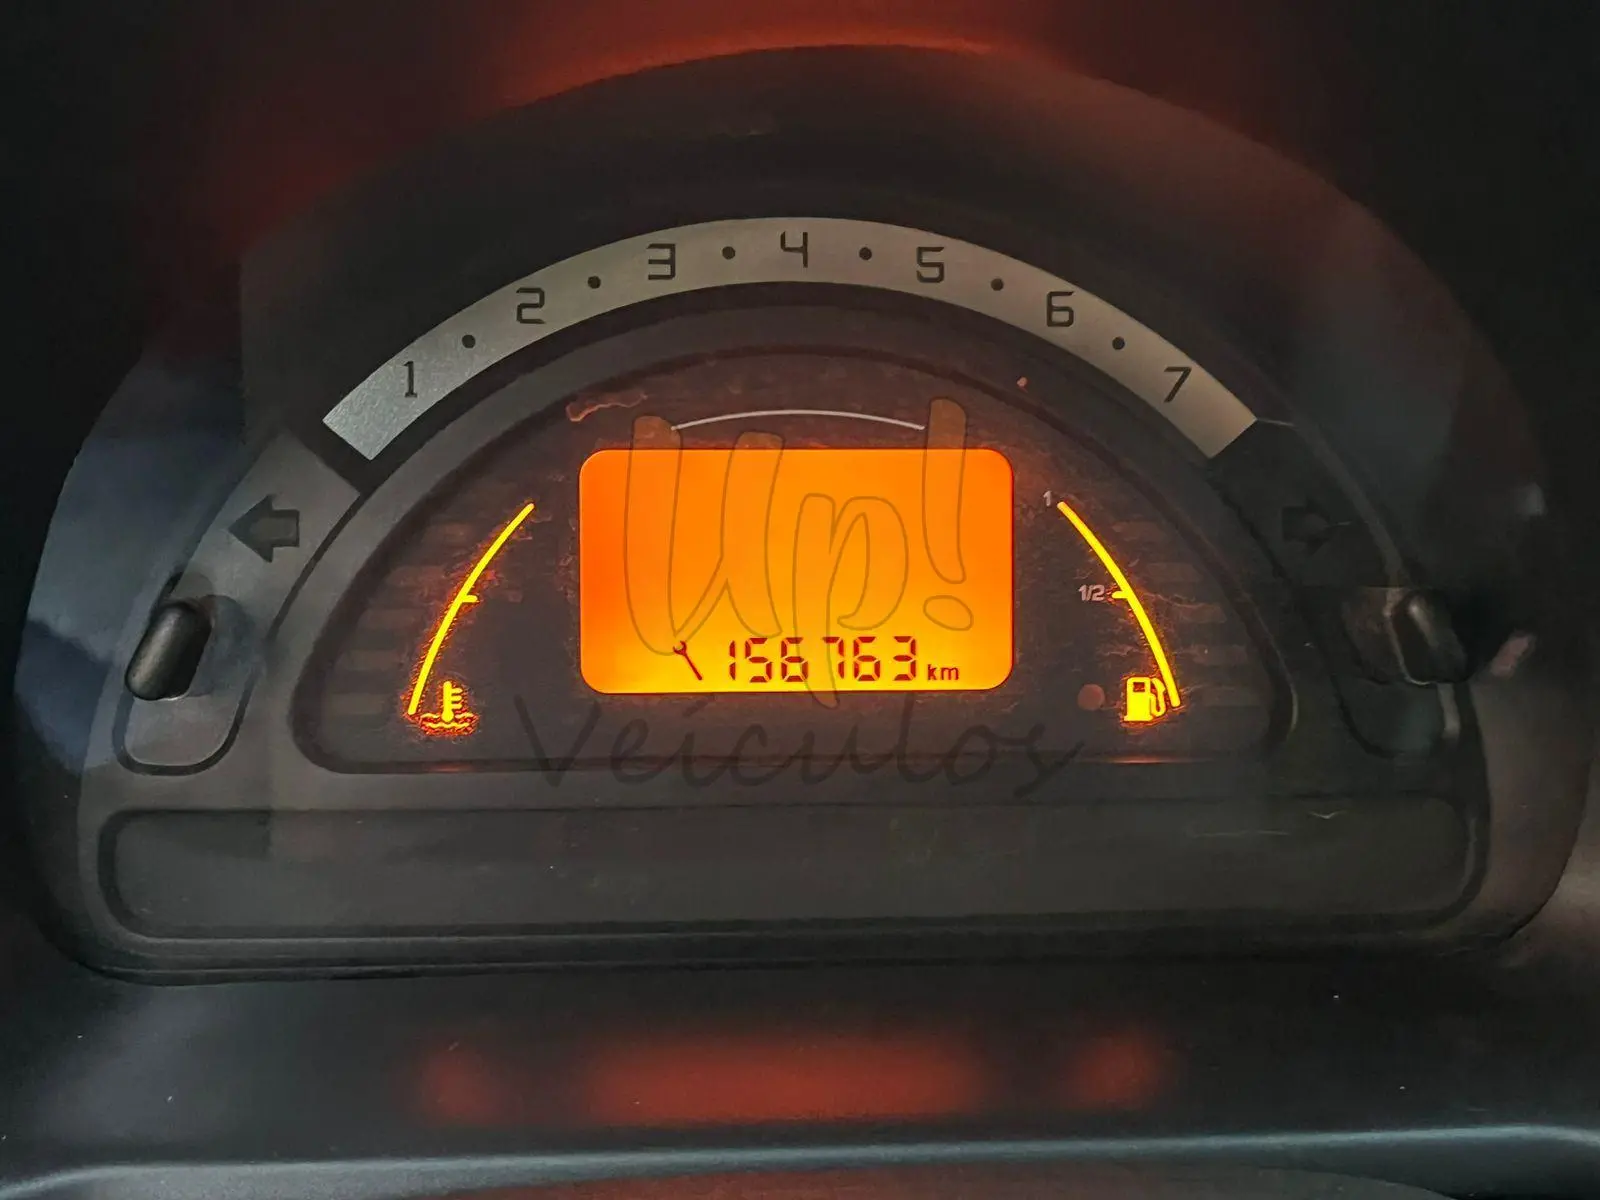 1 • 2 • 3 • 4 • 5 • 6 • 7
1
1/2
Up!
156763 km
Veículos